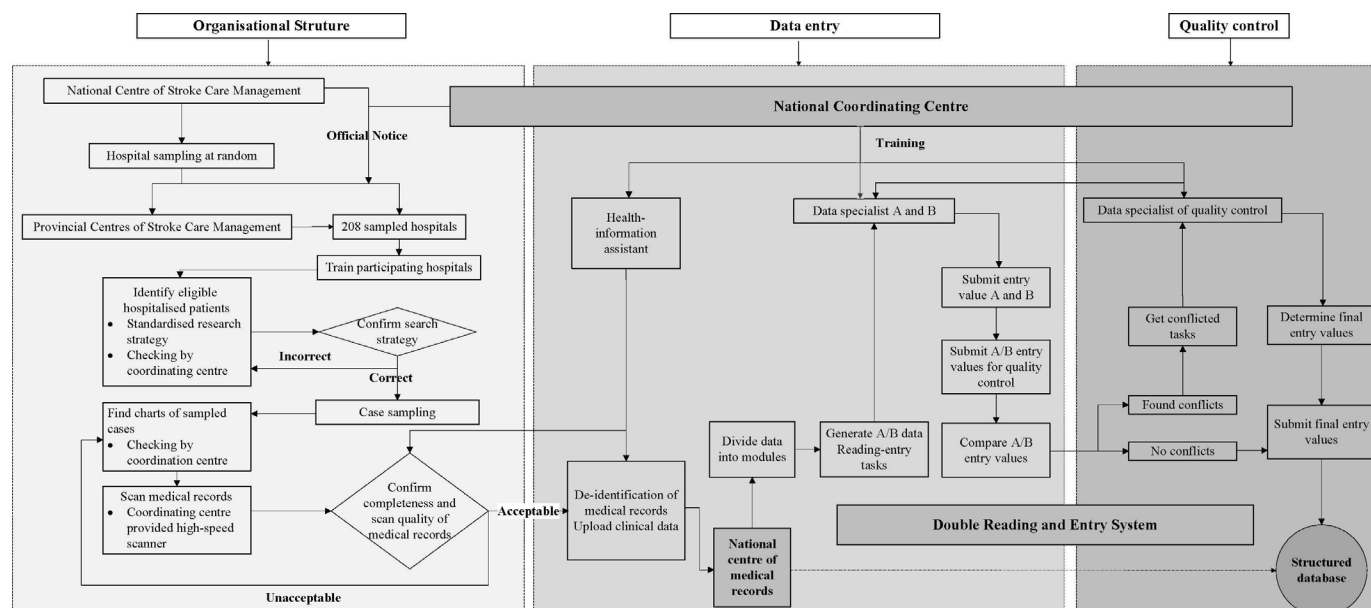 Organisational Struture
Data entry
Quality control
National Centre of Stroke Care Management
National Coordinating Centre
Official Notice
Training
Hospital sampling at random
Provincial Centres of Stroke Care Management
208 sampled hospitals
Train participating hospitals
Identify eligible
hospitalised patients
• Standardised research
strategy
• Checking by
coordinating centre
Confirm search
strategy
Incorrect
Correct
Case sampling
Find charts of sampled
cases
• Checking by
coordination centre
Scan medical records
• Coordinating centre
provided high-speed
scanner
Confirm
completeness and
scan quality of
medical records
Acceptable
Unacceptable
Health-
information
assistant
De-identification of
medical records
Upload clinical data
National
centre of
medical
records
Divide data
into modules
Generate A/B data
Reading-entry
tasks
Data specialist A and B
Submit entry
value A and B
Submit A/B entry
values for quality
control
Compare A/B
entry values
Double Reading and Entry System
Data specialist of quality control
Get conflicted
tasks
Found conflicts
No conflicts
Determine final
entry values
Submit final entry
values
Structured
database